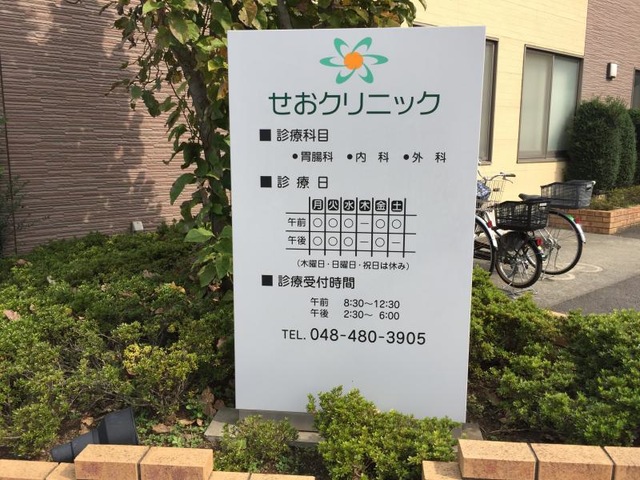 せおクリニック
■ 診療科目
●胃腸科 ●内 科 ●外 科
■ 診 療 日
月 火 水 木 金 土
午前 ○ ○ ○ － ○ ○
午後 ○ ○ ○ － ○ －
（木曜日・日曜日・祝日は休み）
■ 診療受付時間
午前 8:30～12:30
午後 2:30～ 6:00
TEL. 048-480-3905